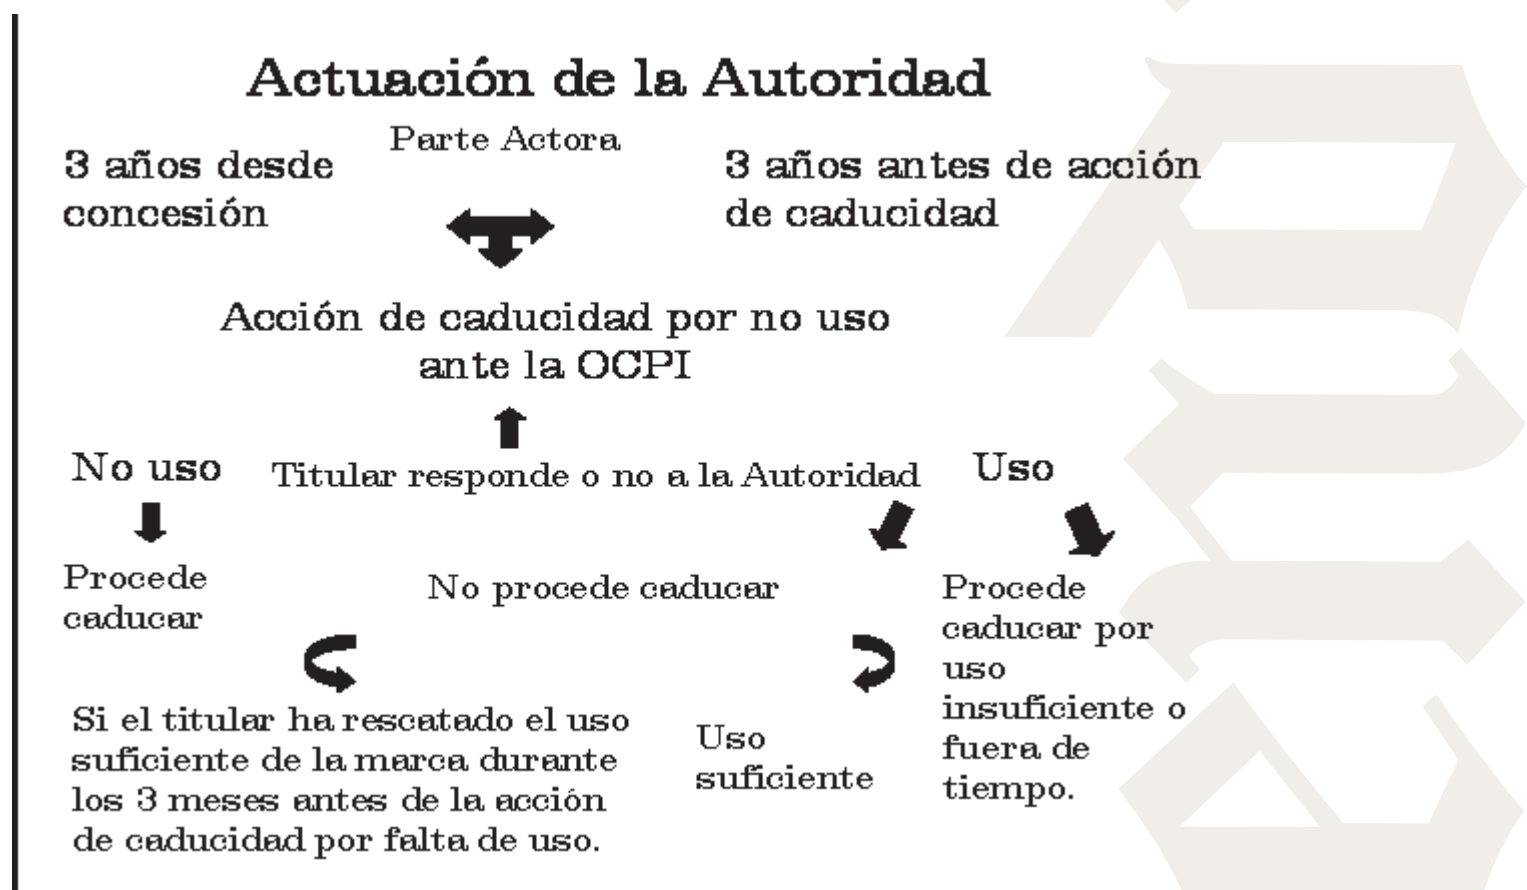 Actuación de la Autoridad
Parte Actora
3 años desde
concesión
3 años antes de acción
de caducidad
Acción de caducidad por no uso
ante la OCPI
No uso
Titular responde o no a la Autoridad
Uso
Procede
caducar
No procede caducar
Procede
caducar por
uso
insuficiente o
fuera de
tiempo.
Si el titular ha rescatado el uso
suficiente de la marca durante
los 3 meses antes de la acción
de caducidad por falta de uso.
Uso
suficiente